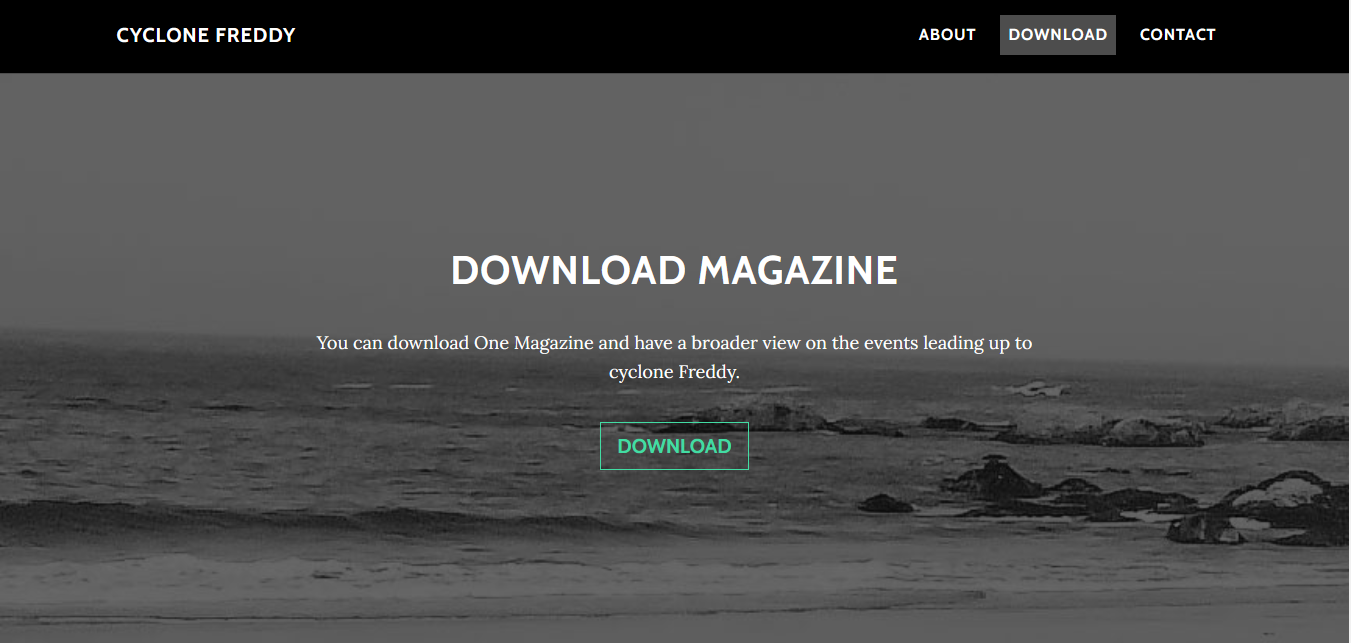 CYCLONE FREDDY
ABOUT
DOWNLOAD
CONTACT
DOWNLOAD MAGAZINE
You can download One Magazine and have a broader view on the events leading up to
cyclone Freddy.
DOWNLOAD